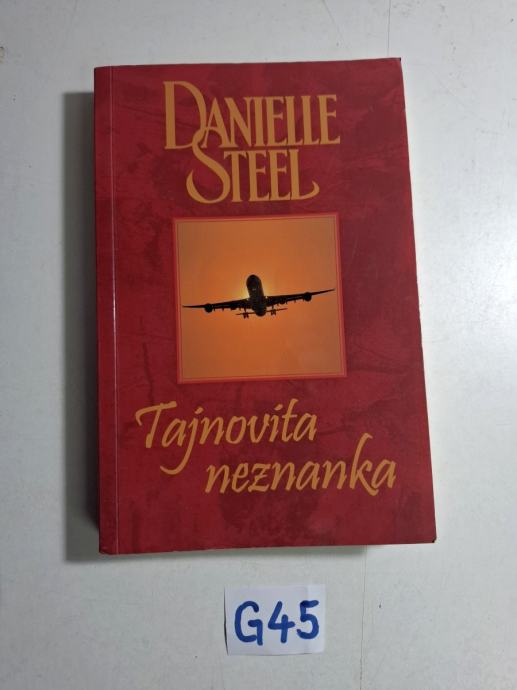 DANIELLE
STEEL
Tajnovita
neznanka
G45